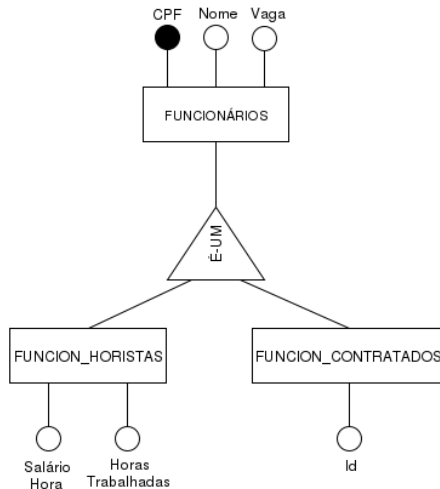 CPF Nome Vaga
FUNCIONÁRIOS
É-UM
FUNCION_HORISTAS FUNCION_CONTRATADOS
Salário
Hora
Horas
Trabalhadas
Id